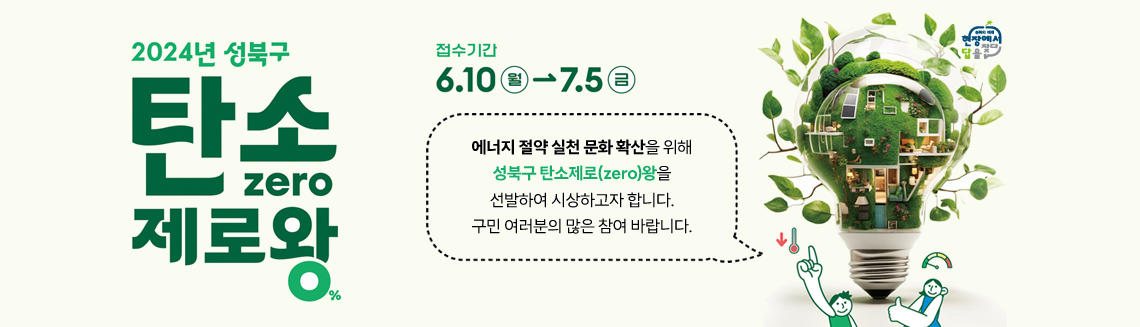 2024년 성북구
탄소
zero
제로왕
0%
접수기간
6.10 월 → 7.5 금
에너지 절약 실천 문화 확산을 위해
성북구 탄소제로(zero)왕을
선발하여 시상하고자 합니다.
구민 여러분의 많은 참여 바랍니다.
현장에서
답을 찾다